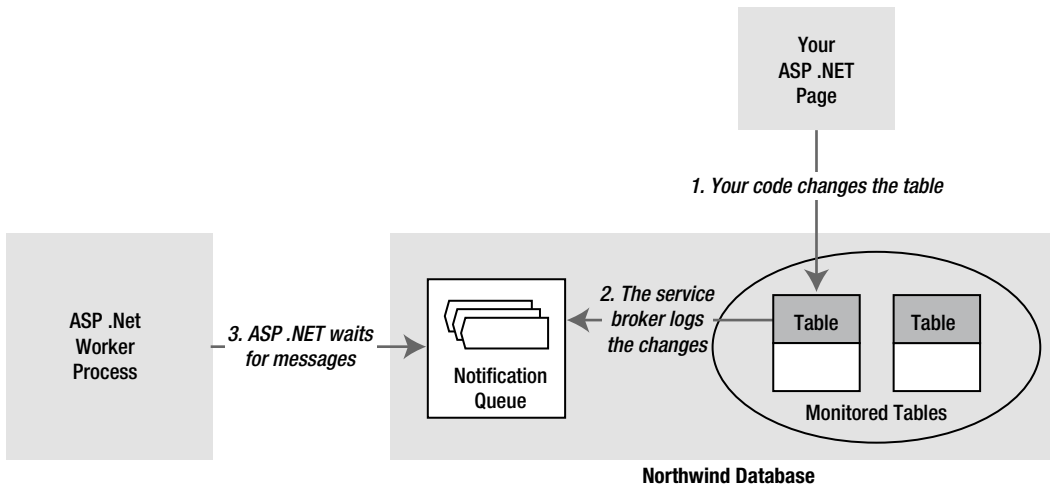 Your
ASP .NET
Page
1. Your code changes the table
ASP .Net
Worker
Process
3. ASP .NET waits
for messages
Notification
Queue
2. The service
broker logs
the changes
Table
Table
Monitored Tables
Northwind Database